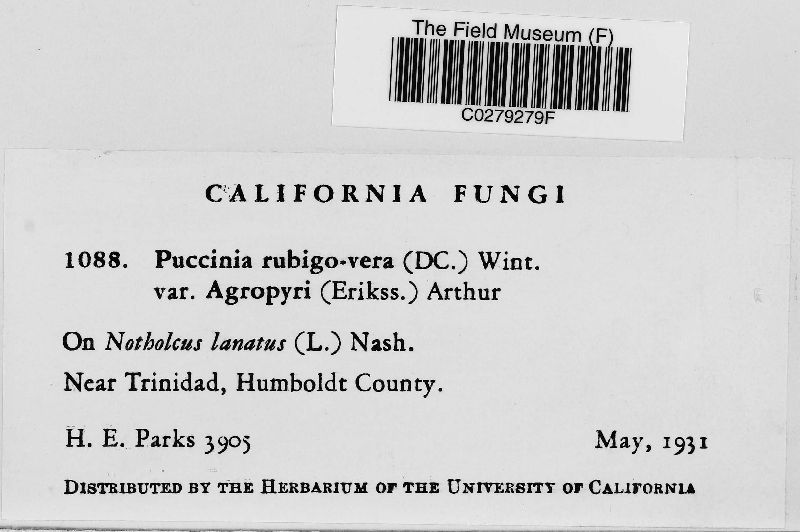 The Field Museum (F)
C0279279F
CALIFORNIA FUNGI
1088. Puccinia rubigo-vera (DC.) Wint.
var. Agropyri (Erikss.) Arthur
On Notholcus lanatus (L.) Nash.
Near Trinidad, Humboldt County.
H. E. Parks 3905 May, 1931
DISTRIBUTED BY THE HERBARIUM OF THE UNIVERSITY OF CALIFORNIA